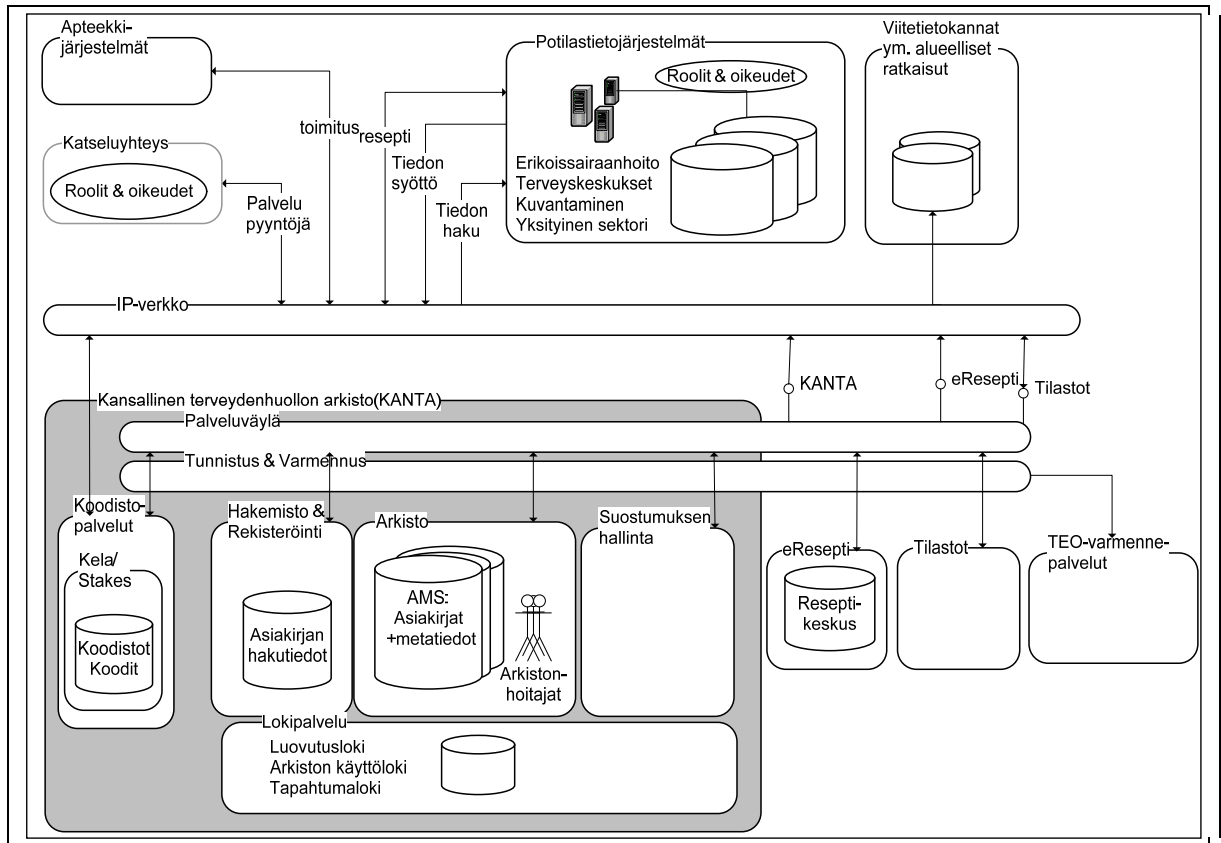 Apteekki-
järjestelmät
Potilastietojärjestelmät
Roolit & oikeudet
Erikoissairaanhoito
Terveyskeskukset
Kuvantaminen
Yksityinen sektori
Viitetietokannat
ym. alueelliset
ratkaisut
Katseluyhteys
Roolit & oikeudet
Palvelu
pyyntöjä
toimitus
resepti
Tiedon
syöttö
Tiedon
haku
IP-verkko
KANTA
eResepti
Tilastot
Kansallinen terveydenhuollon arkisto(KANTA)
Palveluväylä
Tunnistus & Varmennus
Koodisto-
palvelut
Kela/
Stakes
Koodistot
Koodit
Hakemisto &
Rekisteröinti
Asiakirjan
hakutiedot
Arkisto
AMS:
Asiakirjat
+metatiedot
Arkiston-
hoitajat
Suostumuksen
hallinta
eResepti
Resepti-
keskus
Tilastot
TEO-varmenne-
palvelut
Lokipalvelu
Luovutusloki
Arkiston käyttöloki
Tapahtumaloki